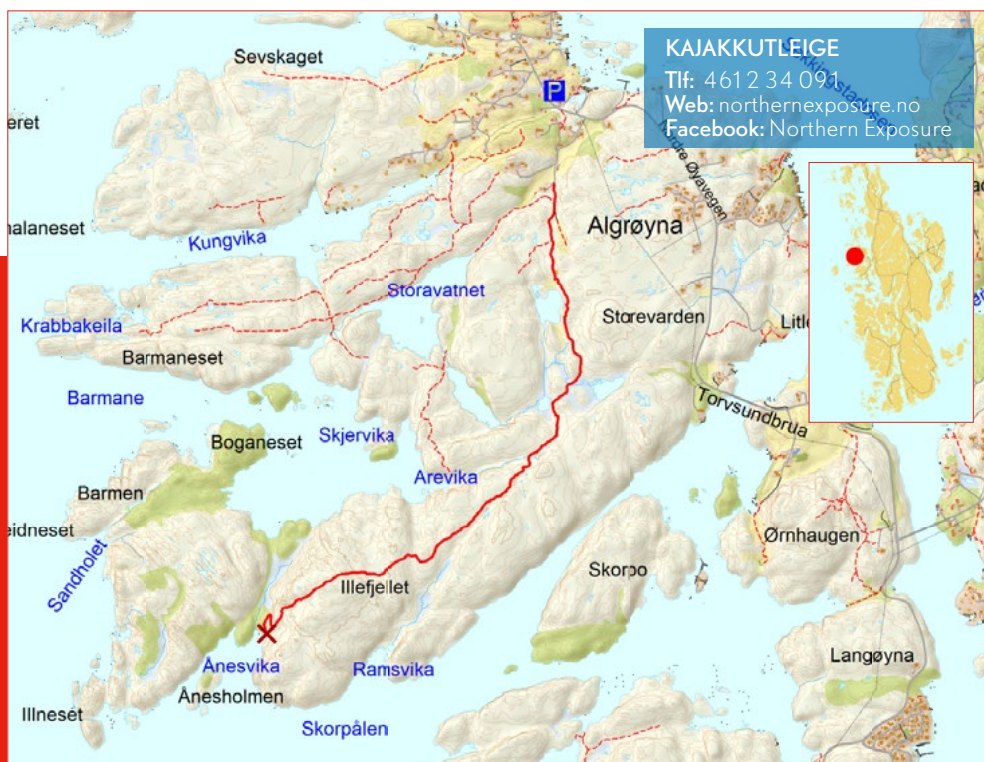 KAJAKKUTLEIGE
Tlf: 4612 34 091
Web: northernexposure.no
Facebook: Northern Exposure
Sevskaget
P
eret
Algrøyna
nalaneset
Kungvika
Storavatnet
Krabbakeila
Storevarden
Barmaneset
Barmane
Torvsundbrua
Skjervika
Boganeset
Arevika
Barmen
eidneset
Ørnhaugen
Sandholet
Skorpo
Illefjellet
Langøyna
Ånesvika
Ramsvika
Ånesholmen
Illneset
Skorpålen